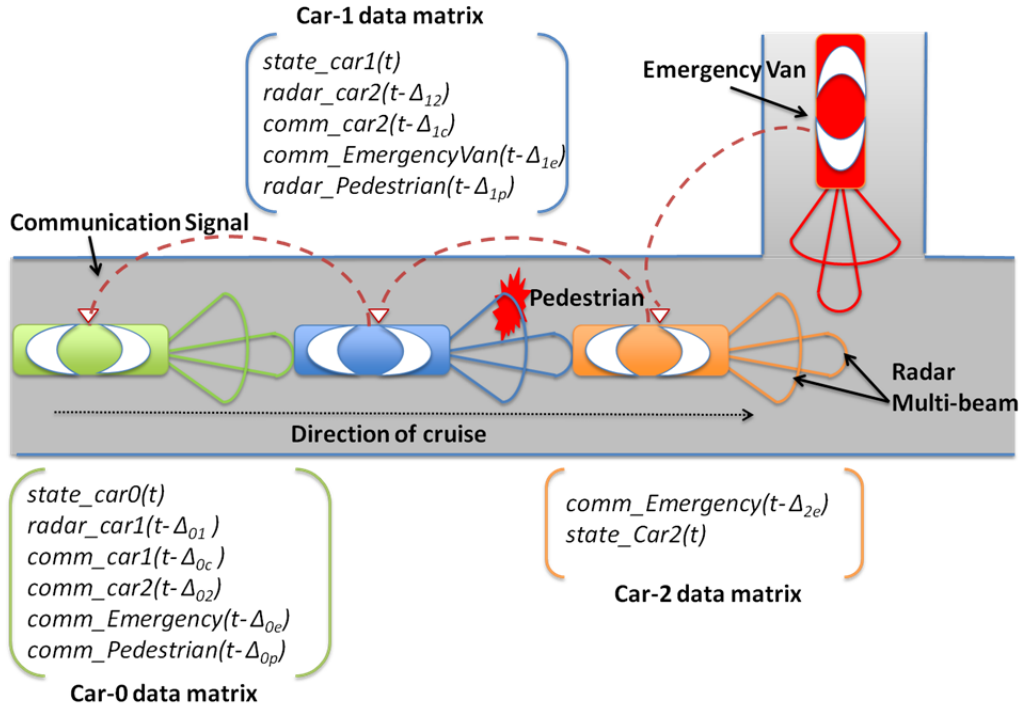 Car-1 data matrix
state_car1(t)
radar_car2(t-Δ₁₂)
comm_car2(t-Δ₁c)
comm_EmergencyVan(t-Δ₁e)
radar_Pedestrian(t-Δ₁p)
Emergency Van
Communication Signal
Pedestrian
Radar
Multi-beam
Direction of cruise
state_car0(t)
radar_car1(t-Δ₀₁ )
comm_car1(t-Δ₀c )
comm_car2(t-Δ₀₂)
comm_Emergency(t-Δ₀e)
comm_Pedestrian(t-Δ₀p)
Car-0 data matrix
comm_Emergency(t-Δ₂e)
state_Car2(t)
Car-2 data matrix